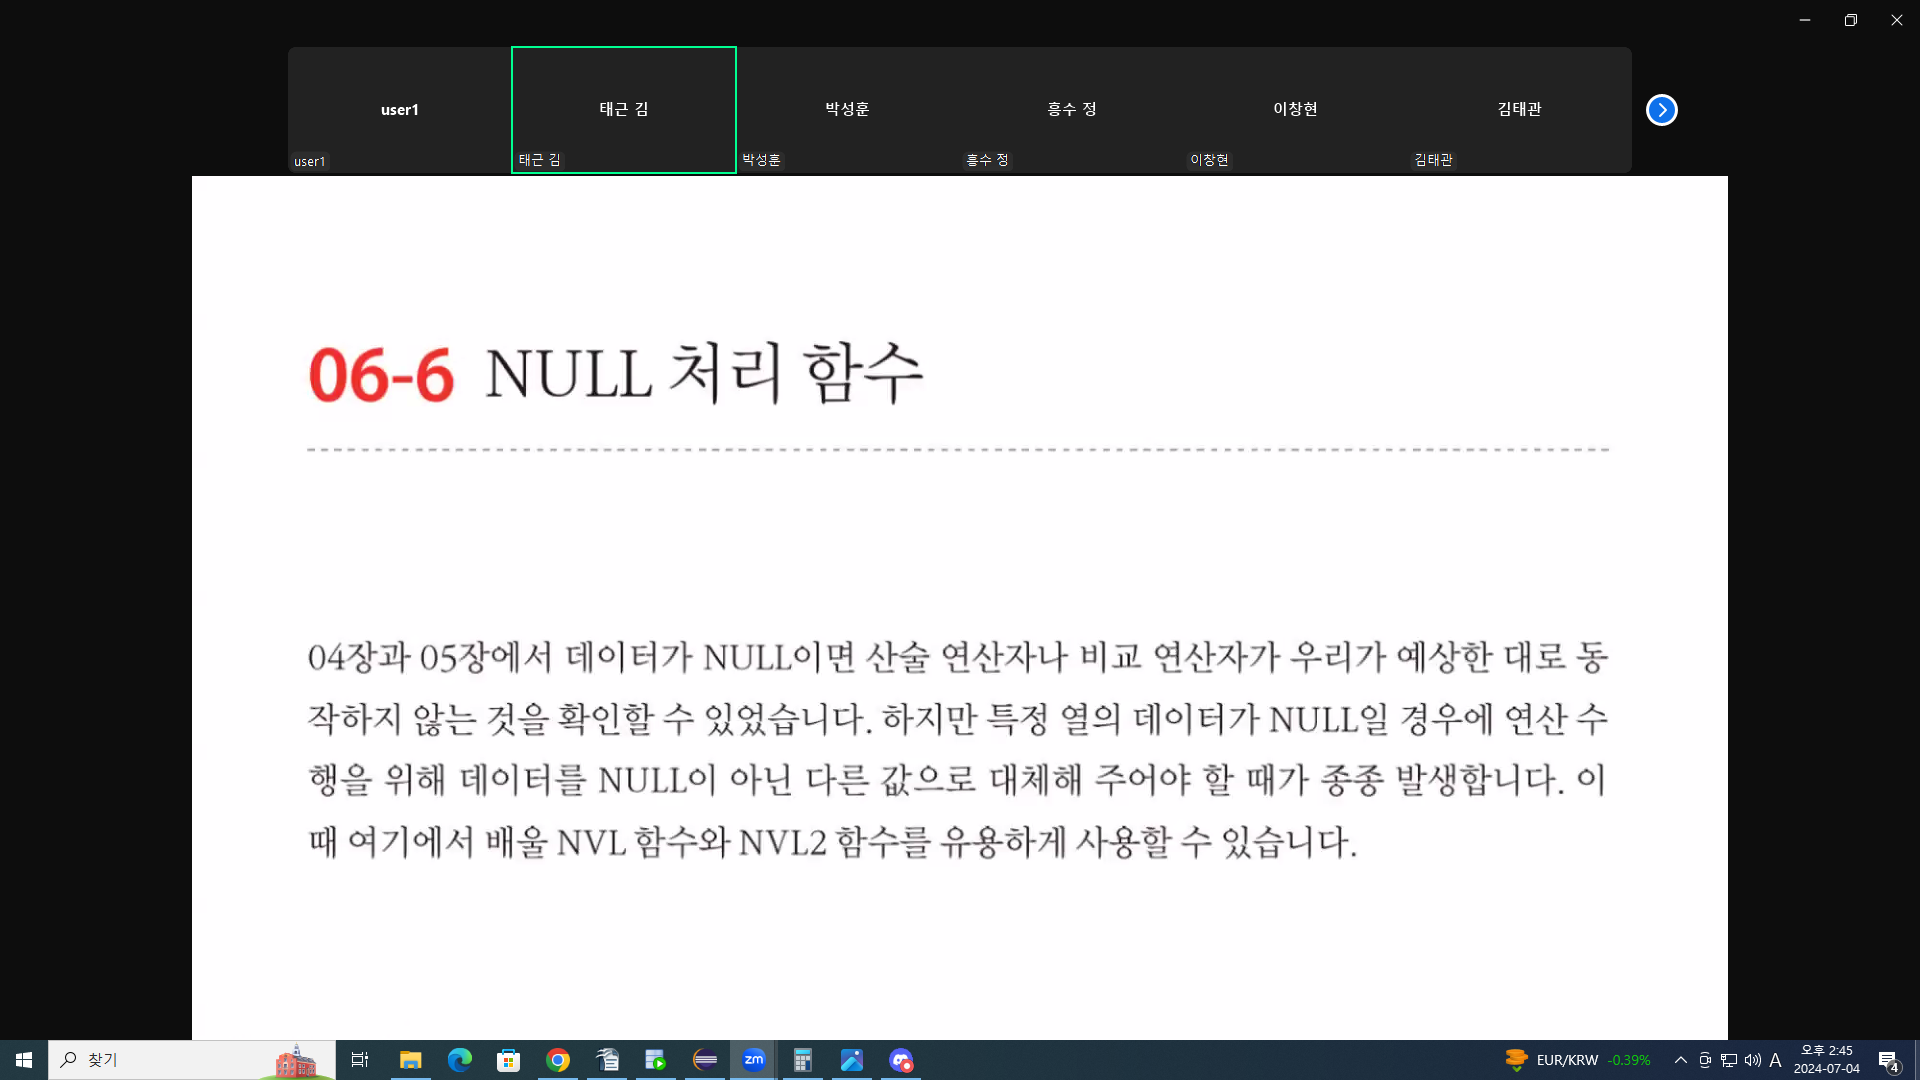 user1
태근 김
박성훈
흥수 정
이창현
김태관
user1
태근 김
박성훈
흥수 정
이창현
김태관
06-6 NULL 처리 함수
04장과 05장에서 데이터가 NULL이면 산술 연산자나 비교 연산자가 우리가 예상한 대로 동
작하지 않는 것을 확인할 수 있었습니다. 하지만 특정 열의 데이터가 NULL일 경우에 연산 수
행을 위해 데이터를 NULL이 아닌 다른 값으로 대체해 주어야 할 때가 종종 발생합니다. 이
때 여기에서 배울 NVL 함수와 NVL2 함수를 유용하게 사용할 수 있습니다.
찾기
zm
EUR/KRW -0.39%
A
오후 2:45
2024-07-04
4